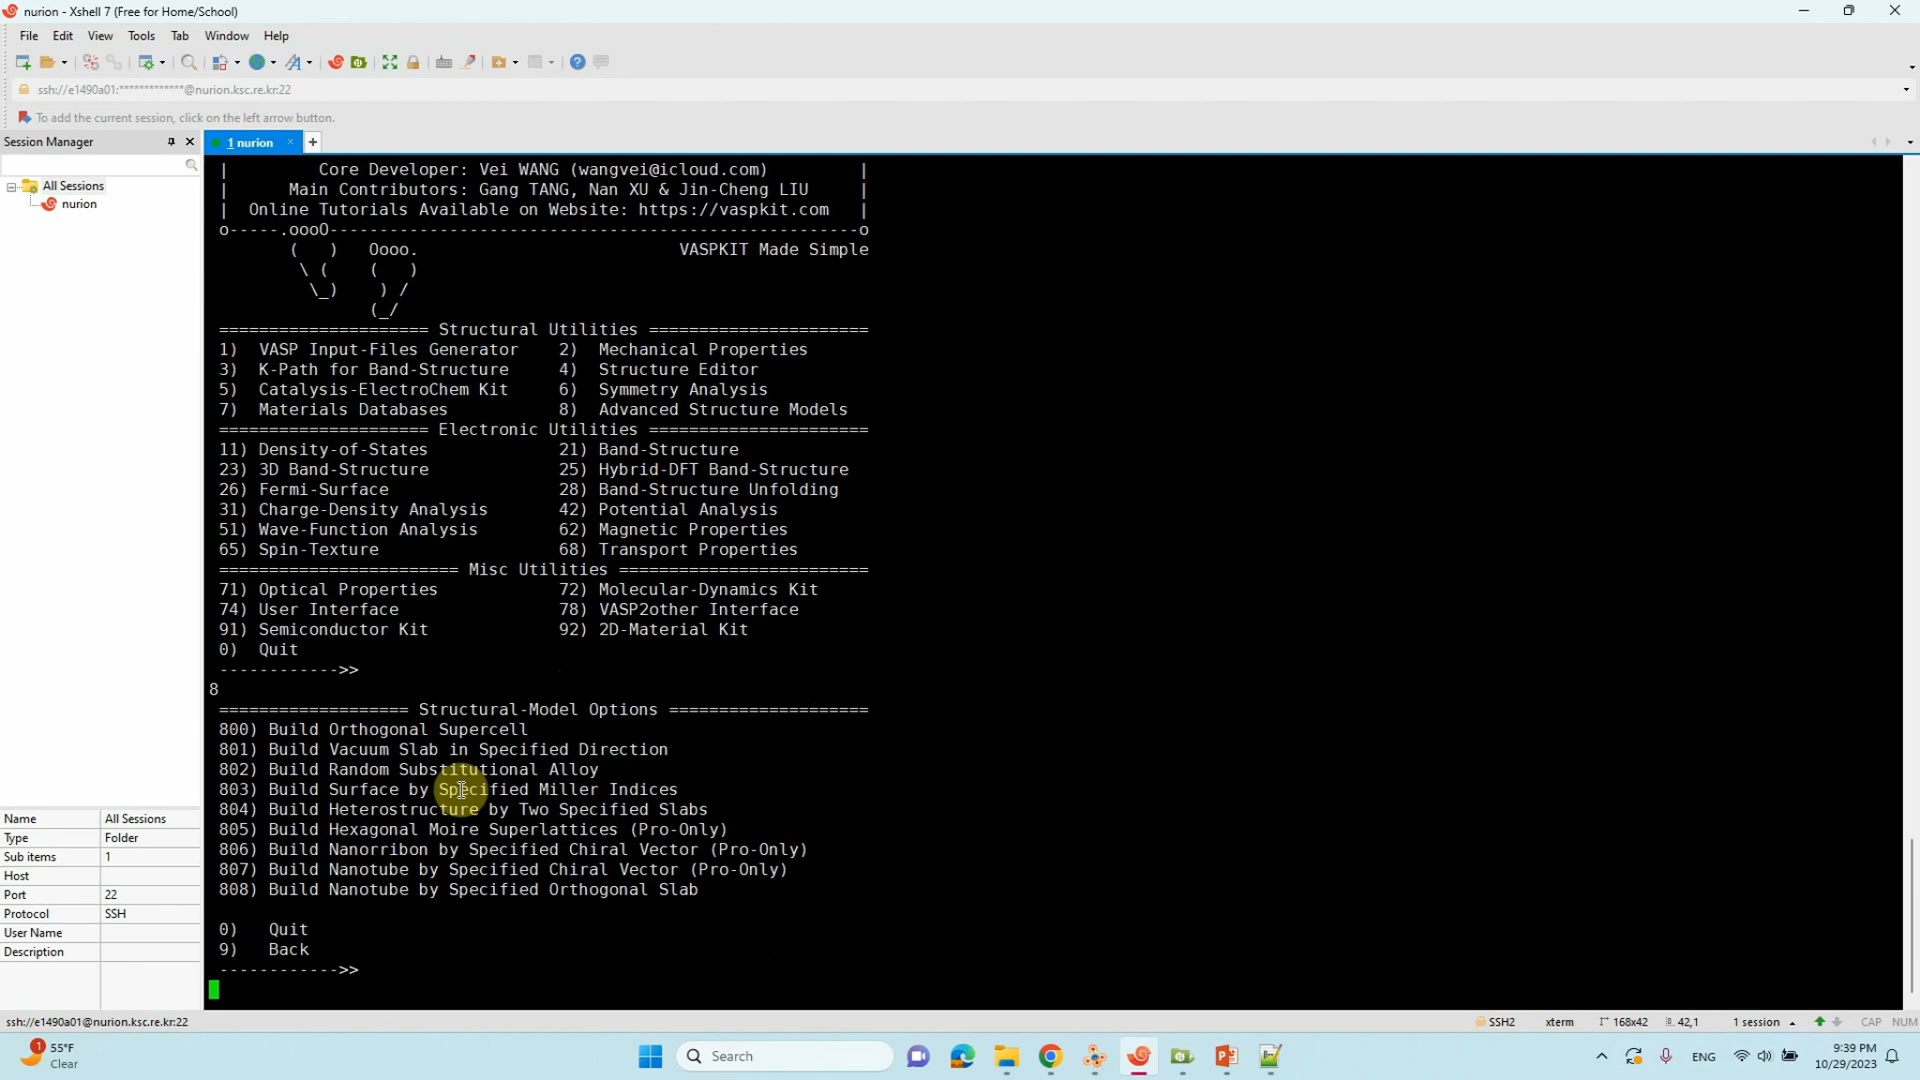 nurion - Xshell 7 (Free for Home/School)
File Edit View Tools Tab Window Help
ssh://e1490a01:*************@nurion.ksc.re.kr:22
To add the current session, click on the left arrow button.
Session Manager
1 nurion
All Sessions
nurion
| Core Developer: Vei WANG (wangvei@icloud.com) |
| Main Contributors: Gang TANG, Nan XU & Jin-Cheng LIU |
| Online Tutorials Available on Website: https://vaspkit.com |
o-----.oooO-----------------------------------------------------o
( ) Oooo. VASPKIT Made Simple
\ ( ( )
\_) ) /
(_/
===================== Structural Utilities ======================
1) VASP Input-Files Generator 2) Mechanical Properties
3) K-Path for Band-Structure 4) Structure Editor
5) Catalysis-ElectroChem Kit 6) Symmetry Analysis
7) Materials Databases 8) Advanced Structure Models
===================== Electronic Utilities ======================
11) Density-of-States 21) Band-Structure
23) 3D Band-Structure 25) Hybrid-DFT Band-Structure
26) Fermi-Surface 28) Band-Structure Unfolding
31) Charge-Density Analysis 42) Potential Analysis
51) Wave-Function Analysis 62) Magnetic Properties
65) Spin-Texture 68) Transport Properties
======================== Misc Utilities =========================
71) Optical Properties 72) Molecular-Dynamics Kit
74) User Interface 78) VASP2other Interface
91) Semiconductor Kit 92) 2D-Material Kit
0) Quit
------------>>
8
=================== Structural-Model Options ====================
800) Build Orthogonal Supercell
801) Build Vacuum Slab in Specified Direction
802) Build Random Substitutional Alloy
803) Build Surface by Specified Miller Indices
804) Build Heterostructure by Two Specified Slabs
805) Build Hexagonal Moire Superlattices (Pro-Only)
806) Build Nanorribon by Specified Chiral Vector (Pro-Only)
807) Build Nanotube by Specified Chiral Vector (Pro-Only)
808) Build Nanotube by Specified Orthogonal Slab
0) Quit
9) Back
------------>>
Name All Sessions
Type Folder
Sub items 1
Host
Port 22
Protocol SSH
User Name
Description
ssh://e1490a01@nurion.ksc.re.kr:22
SSH2 xterm 168x42 42,1 1 session CAP NUM
1
55°F
Clear
Search
ENG
9:39 PM
10/29/2023